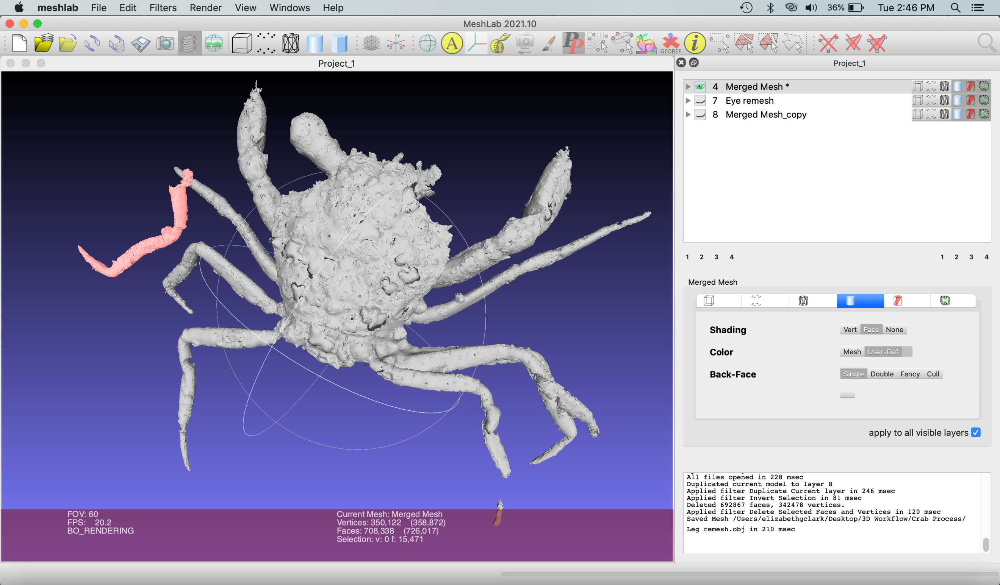 meshlab File Edit Filters Render View Windows Help 36% Tue 2:46 PM
MeshLab 2021.10
A PP Raster Alignment GEOREF i
Y Z X
Project_1
Project_1
4 Merged Mesh *
7 Eye remesh
8 Merged Mesh_copy
1 2 3 4 1 2 3 4
Merged Mesh
Shading Vert Face None
Color Mesh User-Def
Back-Face Single Double Fancy Cull
apply to all visible layers
All files opened in 228 msec
Duplicated current model to layer 8
Applied filter Duplicate Current layer in 246 msec
Applied filter Invert Selection in 81 msec
Deleted 692867 faces, 342478 vertices.
Applied filter Delete Selected Faces and Vertices in 120 msec
Saved Mesh /Users/elizabethgclark/Desktop/3D Workflow/Crab Process/
Leg remesh.obj in 210 msec
FOV: 60
FPS: 20.2
BO_RENDERING
Current Mesh: Merged Mesh
Vertices: 350,122 (358,872)
Faces: 708,338 (726,017)
Selection: v: 0 f: 15,471